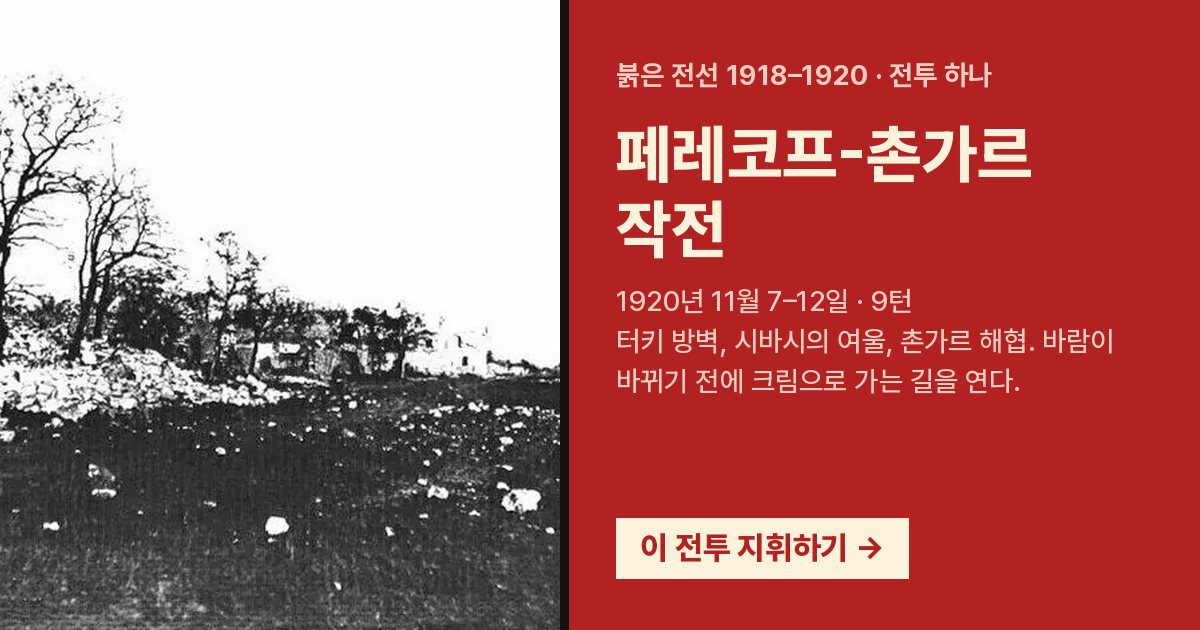 붉은 전선 1918–1920 · 전투 하나
페레코프-촌가르
작전
1920년 11월 7–12일 · 9턴
터키 방벽, 시바시의 여울, 촌가르 해협. 바람이
바뀌기 전에 크림으로 가는 길을 연다.
이 전투 지휘하기 →